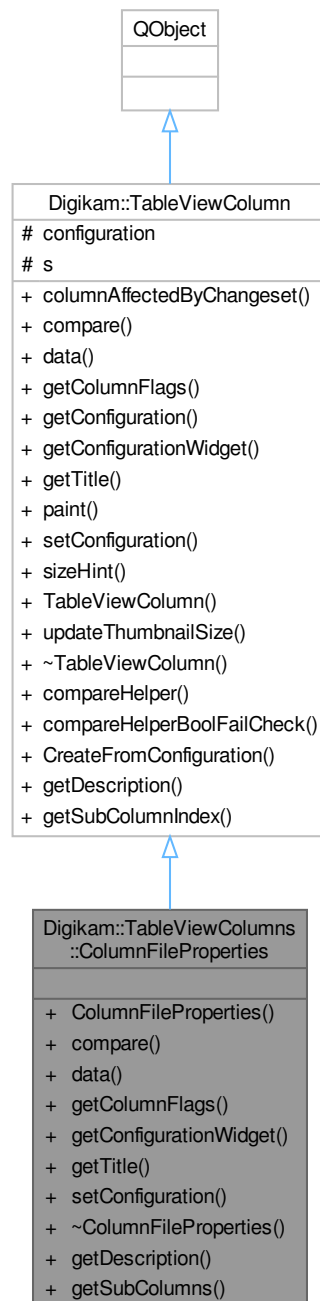 QObject
Digikam::TableViewColumn
# configuration
# s
+ columnAffectedByChangeset()
+ compare()
+ data()
+ getColumnFlags()
+ getConfiguration()
+ getConfigurationWidget()
+ getTitle()
+ paint()
+ setConfiguration()
+ sizeHint()
+ TableViewColumn()
+ updateThumbnailSize()
+ ~TableViewColumn()
+ compareHelper()
+ compareHelperBoolFailCheck()
+ CreateFromConfiguration()
+ getDescription()
+ getSubColumnIndex()
Digikam::TableViewColumns
::ColumnFileProperties
+ ColumnFileProperties()
+ compare()
+ data()
+ getColumnFlags()
+ getConfigurationWidget()
+ getTitle()
+ setConfiguration()
+ ~ColumnFileProperties()
+ getDescription()
+ getSubColumns()